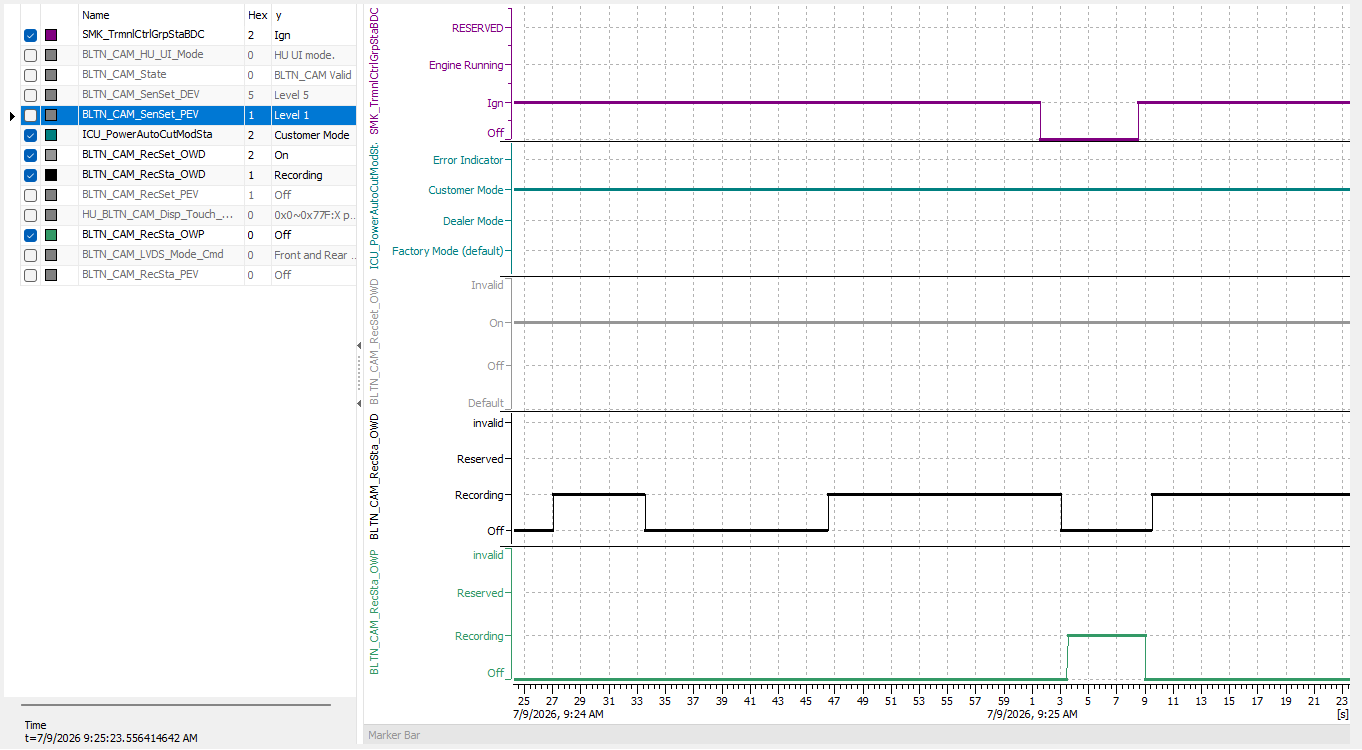 Name Hex y
SMK_TrmnlCtrlGrpStaBDC 2 Ign
BLTN_CAM_HU_UI_Mode 0 HU UI mode.
BLTN_CAM_State 0 BLTN_CAM Valid
BLTN_CAM_SenSet_DEV 5 Level 5
BLTN_CAM_SenSet_PEV 1 Level 1
ICU_PowerAutoCutModSta 2 Customer Mode
BLTN_CAM_RecSet_OWD 2 On
BLTN_CAM_RecSta_OWD 1 Recording
BLTN_CAM_RecSet_PEV 1 Off
HU_BLTN_CAM_Disp_Touch_... 0 0x0~0x77F:X p...
BLTN_CAM_RecSta_OWP 0 Off
BLTN_CAM_LVDS_Mode_Cmd 0 Front and Rear ...
BLTN_CAM_RecSta_PEV 0 Off
Time
t=7/9/2026 9:25:23.556414642 AM
SMK_TrmnlCtrlGrpStaBDC
RESERVED
Engine Running
Ign
Off
ICU_PowerAutoCutModSt.
Error Indicator
Customer Mode
Dealer Mode
Factory Mode (default)
BLTN_CAM_RecSet_OWD
Invalid
On
Off
Default
BLTN_CAM_RecSta_OWD
invalid
Reserved
Recording
Off
BLTN_CAM_RecSta_OWP
invalid
Reserved
Recording
Off
25 27 29 31 33 35 37 39 41 43 45 47 49 51 53 55 57 59 1 3 5 7 9 11 13 15 17 19 21 23
7/9/2026, 9:24 AM 7/9/2026, 9:25 AM [s]
Marker Bar